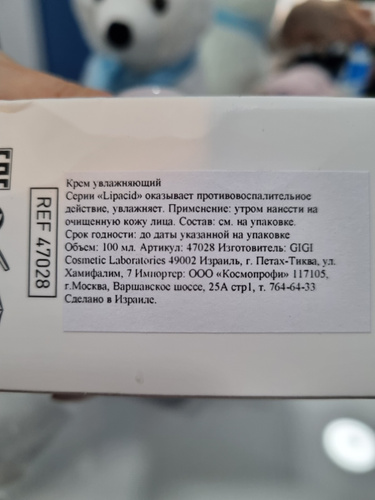 Крем увлажняющий
Серии «Lipacid» оказывает противовоспалительное
действие, увлажняет. Применение: утром нанести на
очищенную кожу лица. Состав: см. на упаковке.
Срок годности: до даты указанной на упаковке
Объем: 100 мл. Артикул: 47028 Изготовитель: GIGI
Cosmetic Laboratories 49002 Израиль, г. Петах-Тиква, ул.
Хамифалим, 7 Импортер: ООО «Космопрофи» 117105,
г.Москва, Варшавское шоссе, 25А стр1, т. 764-64-33
Сделано в Израиле.
REF 47028
EAC